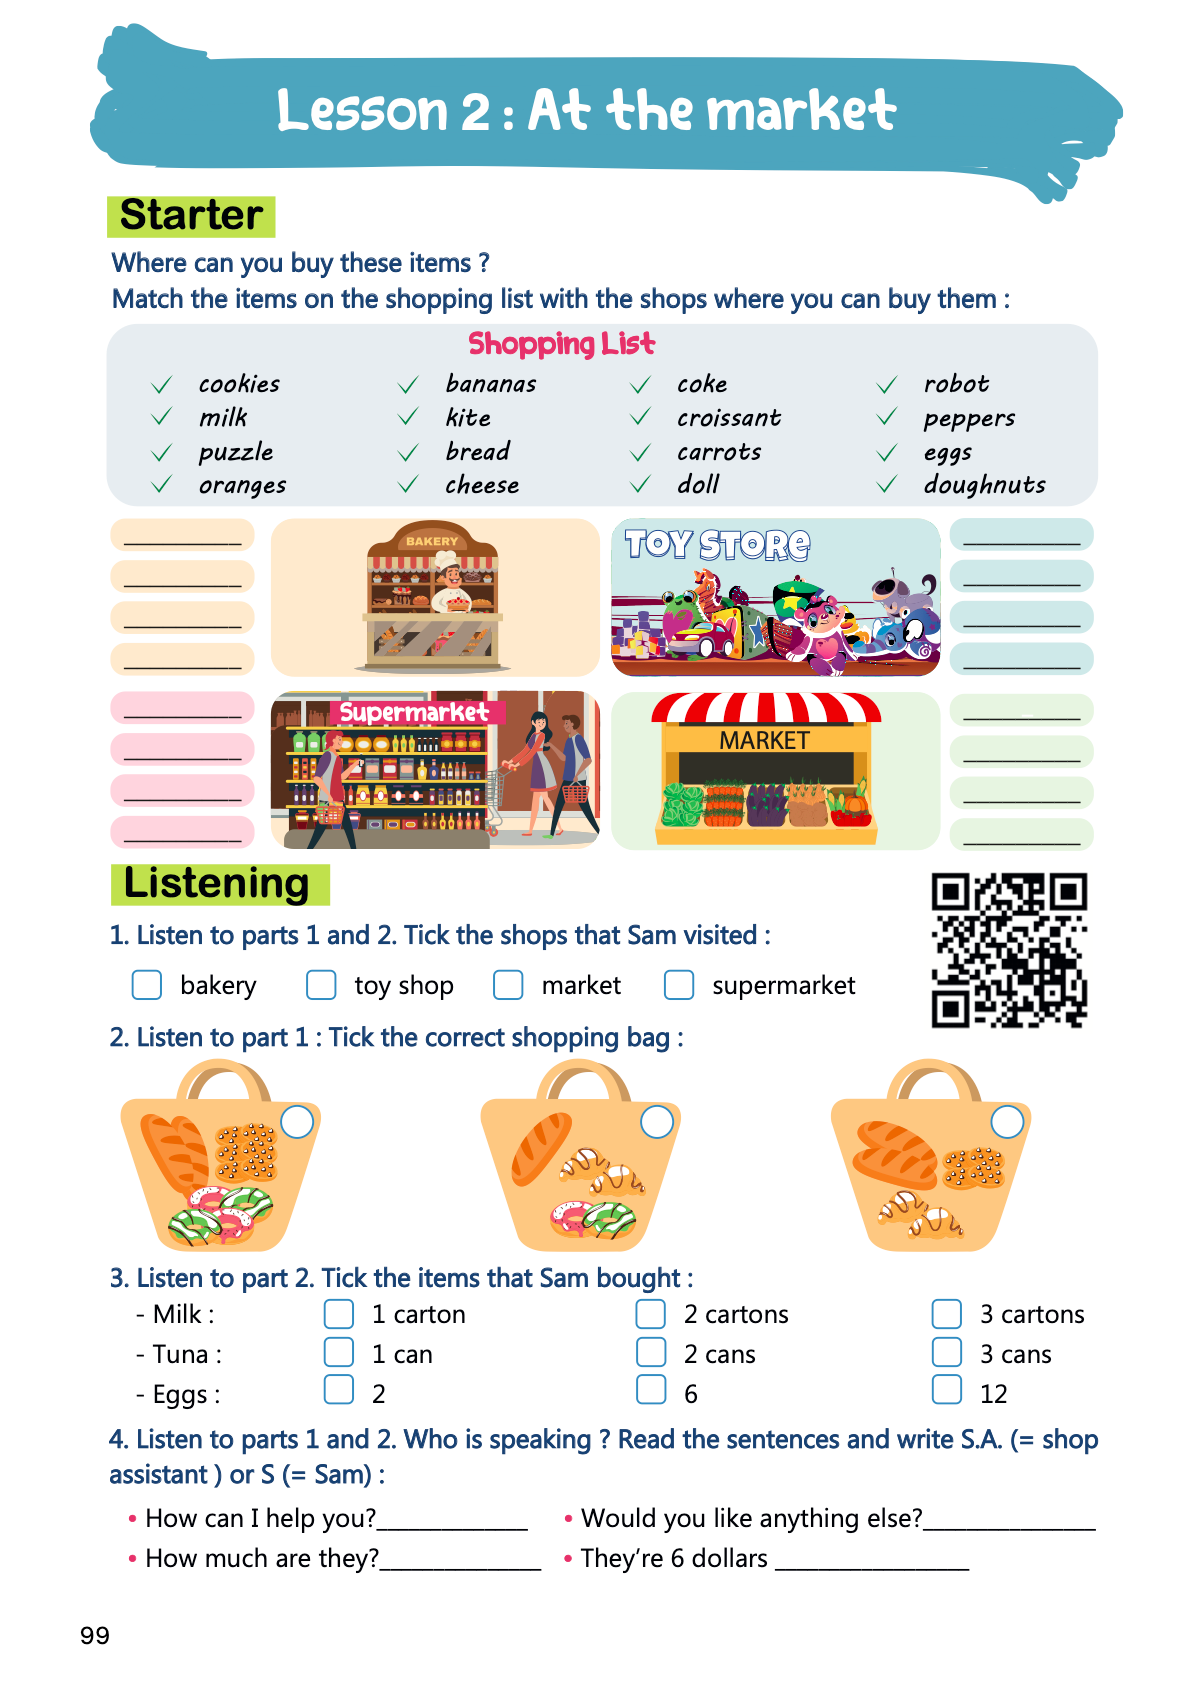 Lesson 2 : At the market
Starter
Where can you buy these items ?
Match the items on the shopping list with the shops where you can buy them :
Shopping List
cookies bananas coke robot
milk kite croissant peppers
puzzle bread carrots eggs
oranges cheese doll doughnuts
BAKERY
TOY STORE
Supermarket
MARKET
Listening
1. Listen to parts 1 and 2. Tick the shops that Sam visited :
bakery toy shop market supermarket
2. Listen to part 1 : Tick the correct shopping bag :
3. Listen to part 2. Tick the items that Sam bought :
- Milk : 1 carton 2 cartons 3 cartons
- Tuna : 1 can 2 cans 3 cans
- Eggs : 2 6 12
4. Listen to parts 1 and 2. Who is speaking ? Read the sentences and write S.A. (= shop
assistant ) or S (= Sam) :
• How can I help you?___________ • Would you like anything else?_____________
• How much are they?____________ • They're 6 dollars ______________
99